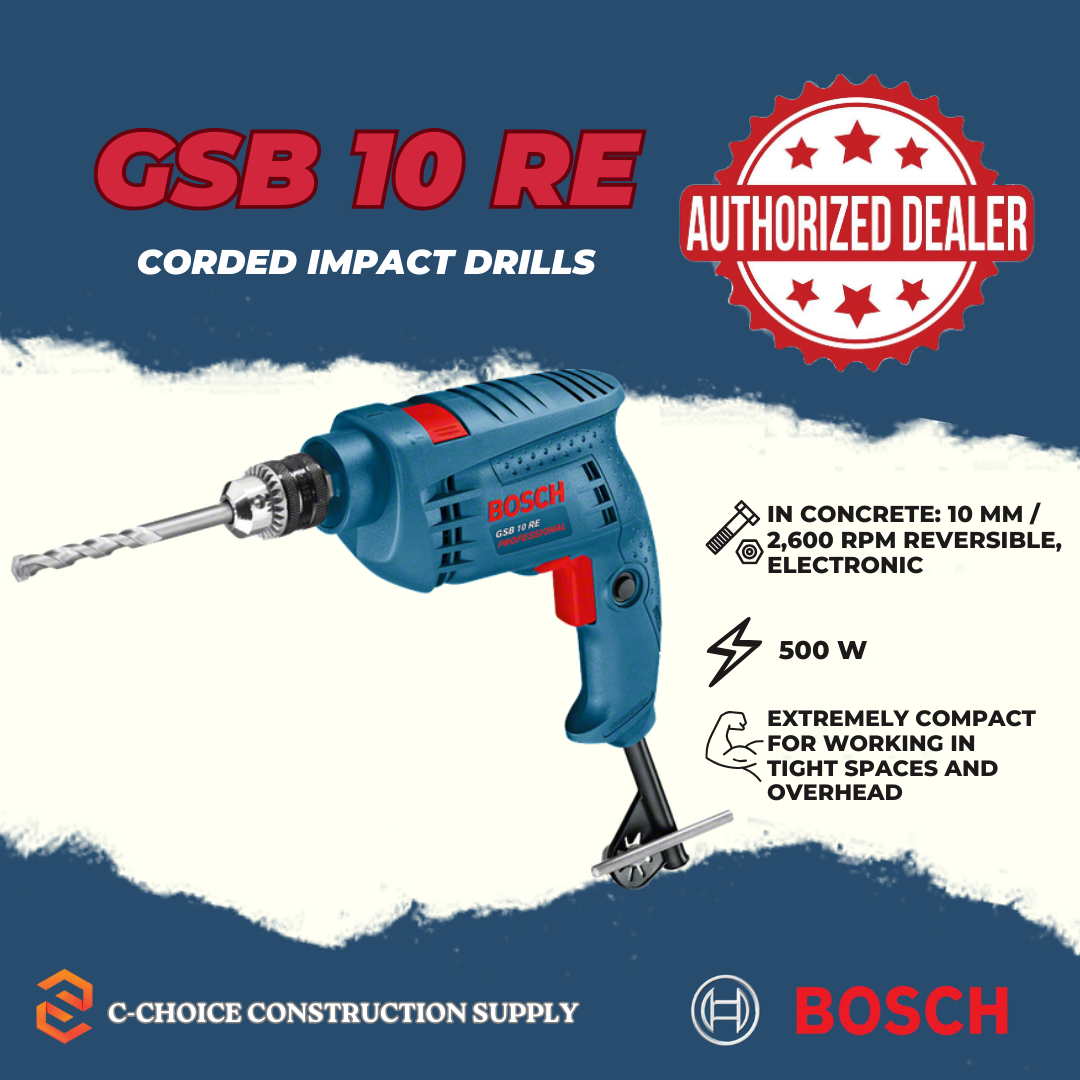 GSB 10 RE
CORDED IMPACT DRILLS
AUTHORIZED DEALER
BOSCH
GSB 10 RE
PROFESSIONAL
IN CONCRETE: 10 MM /
2,600 RPM REVERSIBLE,
ELECTRONIC
500 W
EXTREMELY COMPACT
FOR WORKING IN
TIGHT SPACES AND
OVERHEAD
C-CHOICE CONSTRUCTION SUPPLY
BOSCH